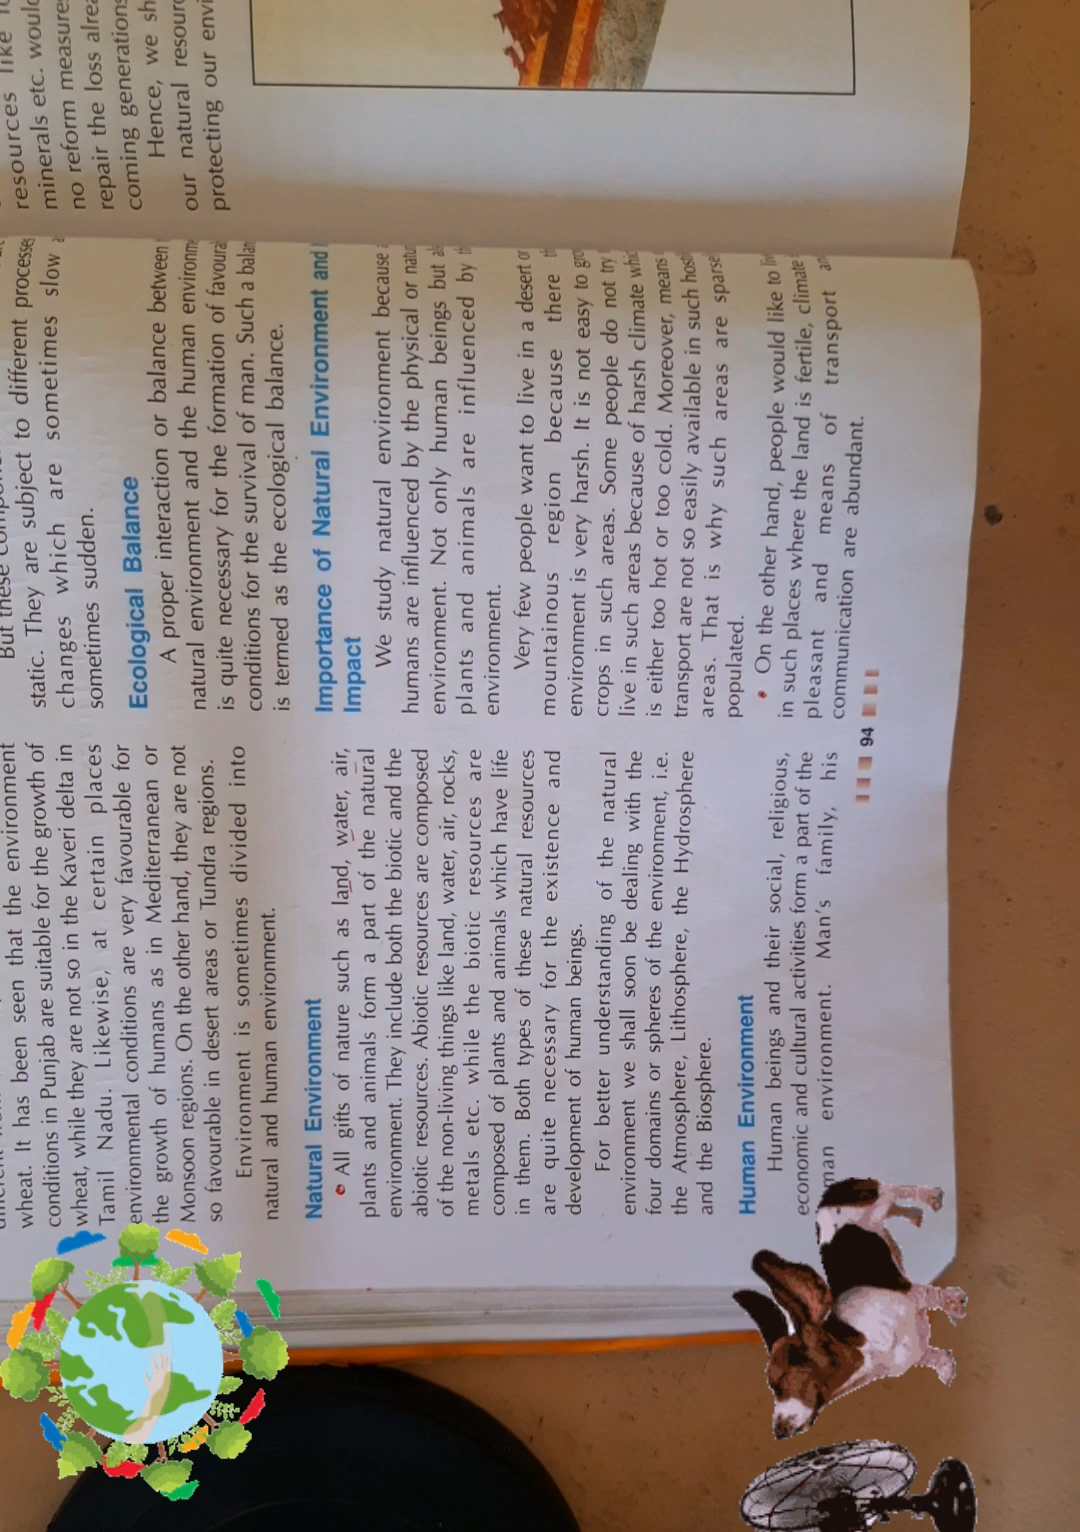 wheat. It has been seen that the environment
conditions in Punjab are suitable for the growth of
wheat, while they are not so in the Kaveri delta in
Tamil Nadu. Likewise, at certain places
environmental conditions are very favourable for
the growth of humans as in Mediterranean or
Monsoon regions. On the other hand, they are not
so favourable in desert areas or Tundra regions.
Environment is sometimes divided into
natural and human environment.
Natural Environment
• All gifts of nature such as land, water, air,
plants and animals form a part of the natural
environment. They include both the biotic and the
abiotic resources. Abiotic resources are composed
of the non-living things like land, water, air, rocks,
metals etc. while the biotic resources are
composed of plants and animals which have life
in them. Both types of these natural resources
are quite necessary for the existence and
development of human beings.
For better understanding of the natural
environment we shall soon be dealing with the
four domains or spheres of the environment, i.e.
the Atmosphere, Lithosphere, the Hydrosphere
and the Biosphere.
Human Environment
Human beings and their social, religious,
economic and cultural activities form a part of the
environment. Man's family, his
But these
static. They are subject to different processes
changes which are sometimes slow
sometimes sudden.
Ecological Balance
A proper interaction or balance between
natural environment and the human
is quite necessary for the formation of
conditions for the survival of man. Such a
is termed as the ecological balance.
Importance of Natural Environment and
Impact
We study natural environment because
humans are influenced by the physical or
environment. Not only human beings but
plants and animals are influenced by
environment.
Very few people want to live in a desert or
mountainous region because there
environment is very harsh. It is not easy to
crops in such areas. Some people do not try
live in such areas because of harsh climate
is either too hot or too cold. Moreover, means
transport are not so easily available in such
areas. That is why such areas are
populated.
• On the other hand, people would like to
in such places where the land is fertile, climate
pleasant and means of transport
communication are abundant.
94
resources like
minerals etc.
no reform
repair the loss
coming
Hence, we
our natural
protecting our